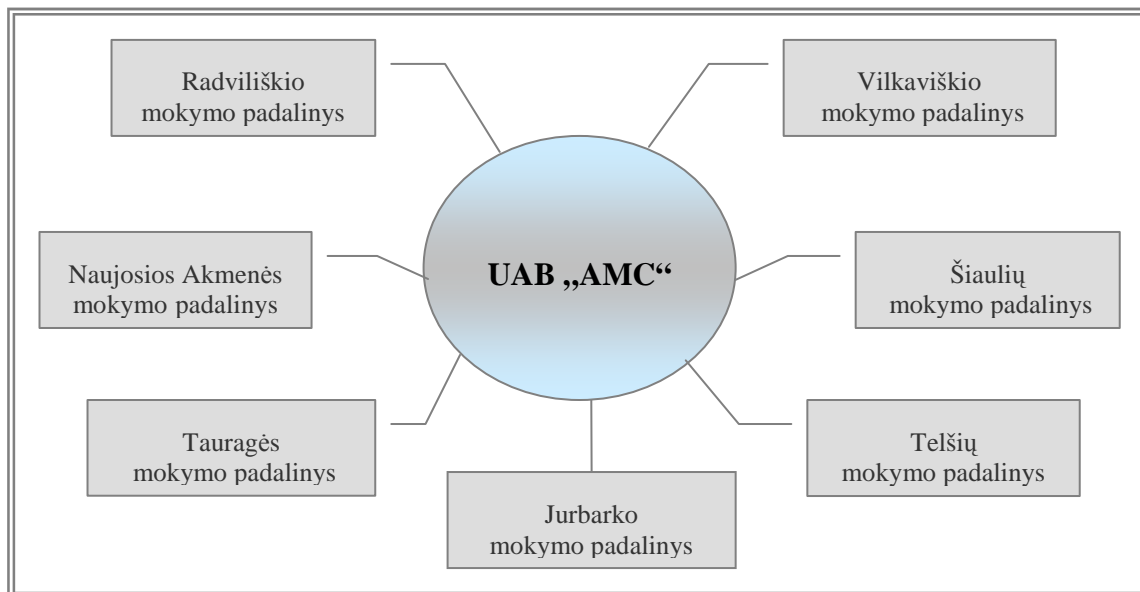 Radviliškio
mokymo padalinys
Vilkaviškio
mokymo padalinys
Naujosios Akmenės
mokymo padalinys
UAB „AMC“
Šiaulių
mokymo padalinys
Tauragės
mokymo padalinys
Telšių
mokymo padalinys
Jurbarko
mokymo padalinys